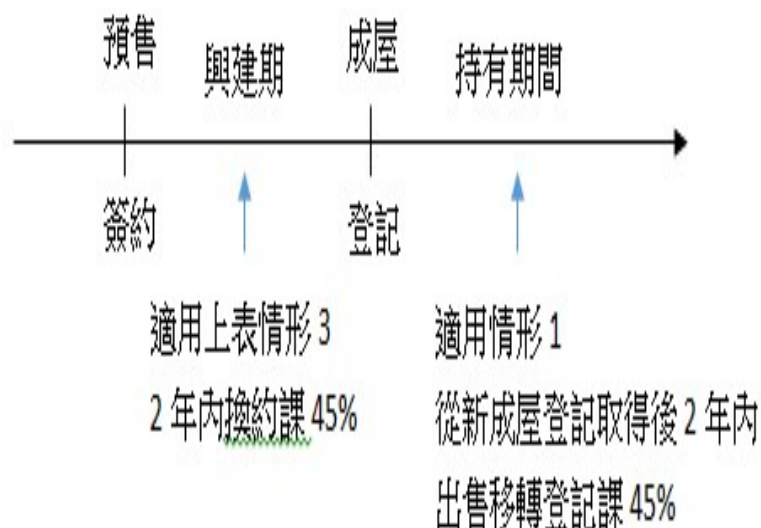 預售
興建期
成屋
持有期間
簽約
登記
適用上表情形 3
2 年內換約課 45%
適用情形 1
從新成屋登記取得後 2 年內
出售移轉登記課 45%